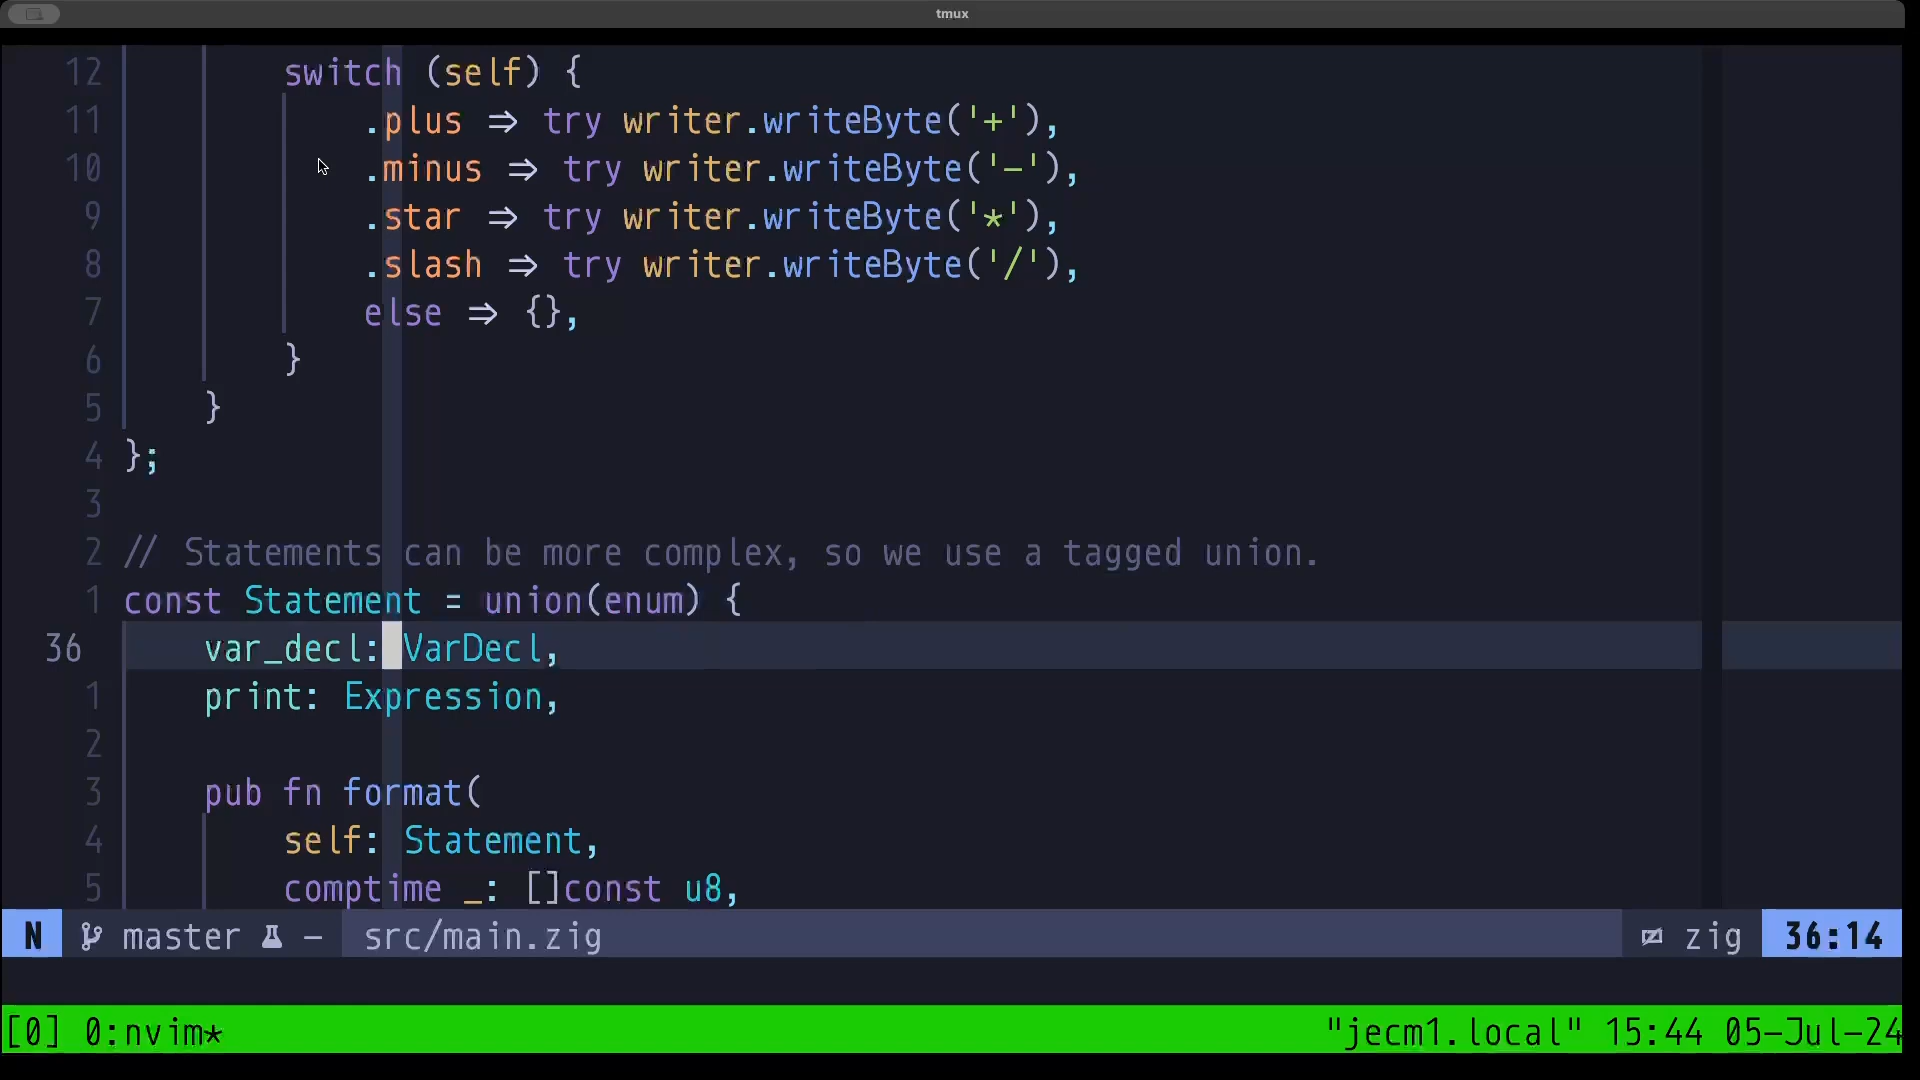 tmux
12 switch (self) {
11 .plus => try writer.writeByte('+'),
10 .minus => try writer.writeByte('-'),
9 .star => try writer.writeByte('*'),
8 .slash => try writer.writeByte('/'),
7 else => {},
6 }
5 }
4 };
3
2 // Statements can be more complex, so we use a tagged union.
1 const Statement = union(enum) {
36 var_decl: VarDecl,
1 print: Expression,
2
3 pub fn format(
4 self: Statement,
5 comptime _: []const u8,
N master - src/main.zig zig 36:14
[0] 0:nvim* "jecm1.local" 15:44 05-Jul-24